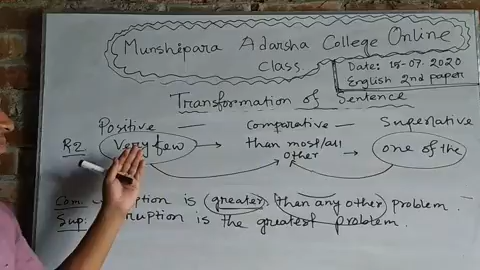 Munshipara Adarsha College Online
Class.
Date: 15-07-2020
English 2nd paper
Transformation of Sentence
Positive — Comparative — Superlative
R2 Very few → than most/all other → one of the
Com. is greater than any other problem.
Sup: is the greatest problem.